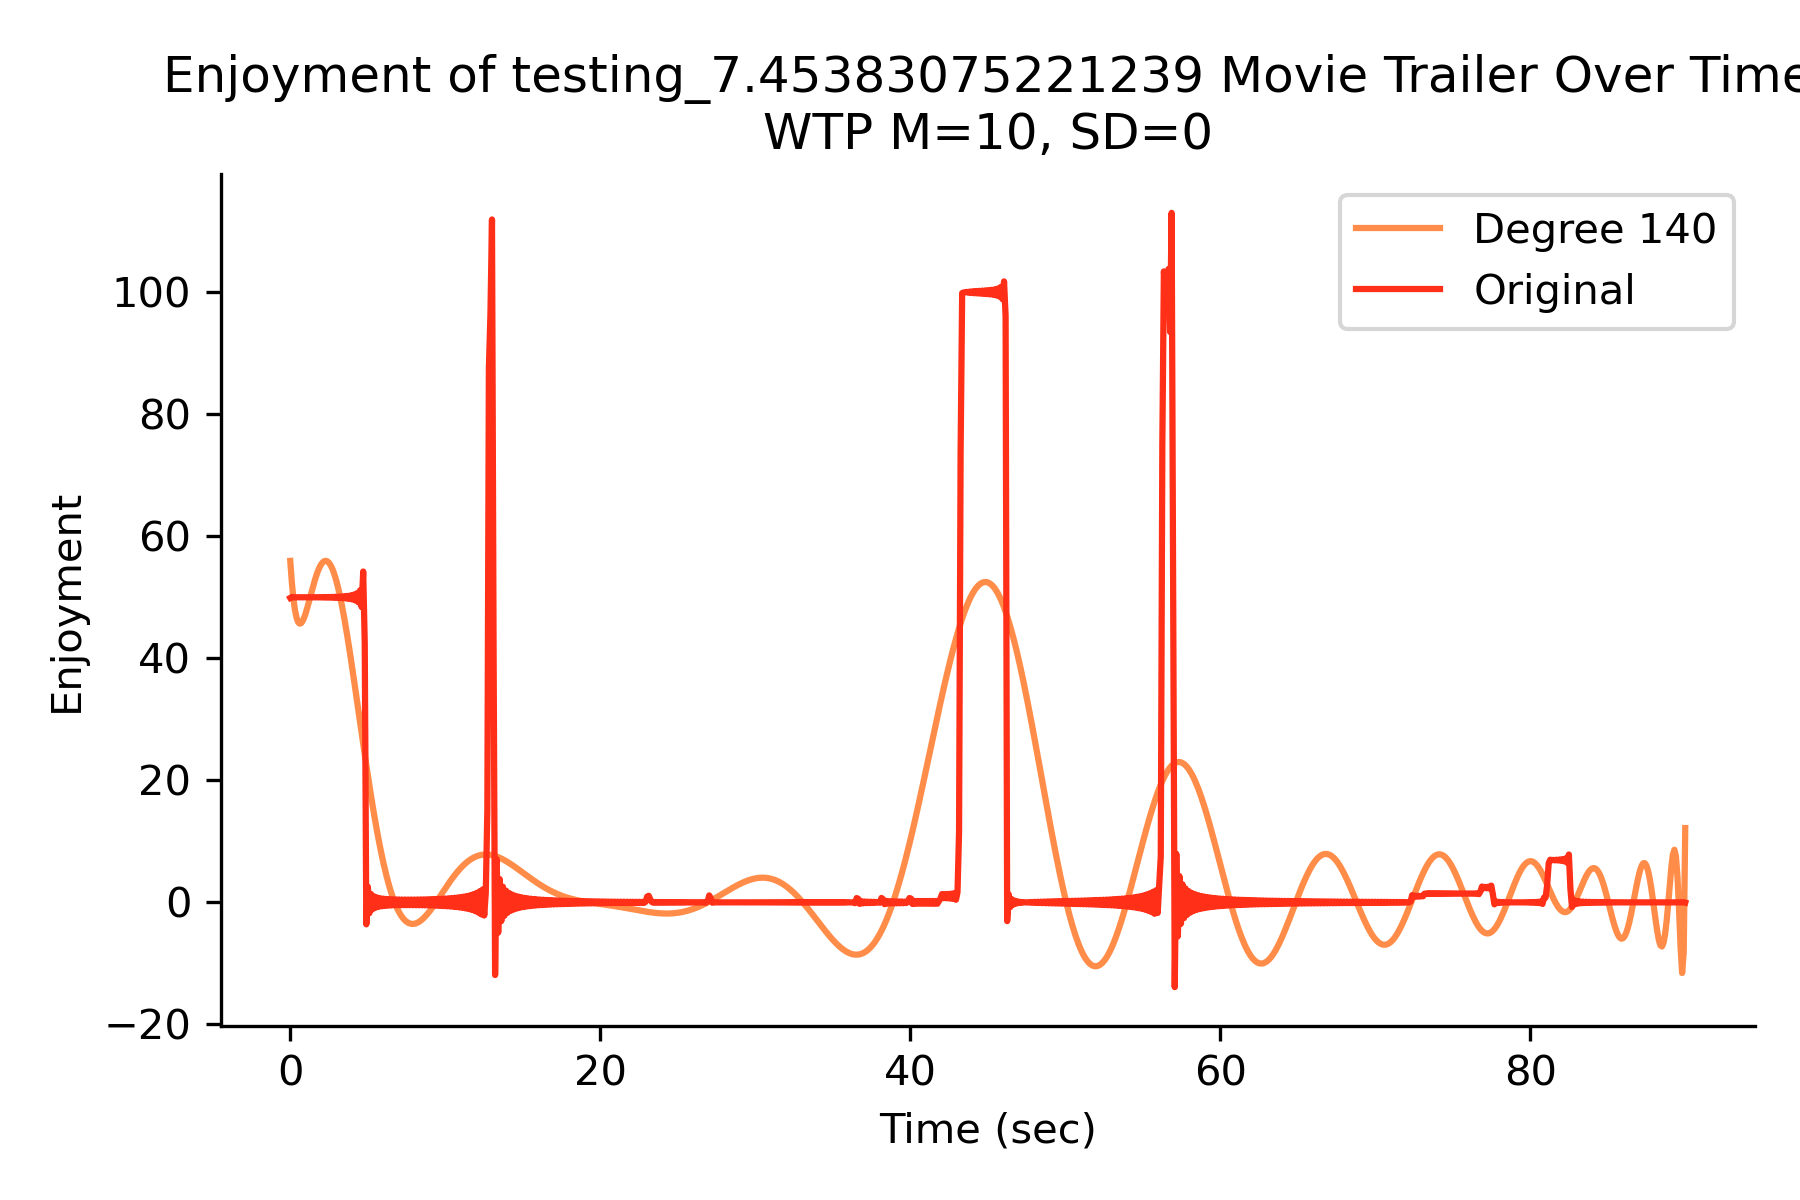 Enjoyment of testing_7.45383075221239 Movie Trailer Over Time
WTP M=10, SD=0
Degree 140
Original
100
80
60
40
20
0
−20
Enjoyment
0 20 40 60 80
Time (sec)